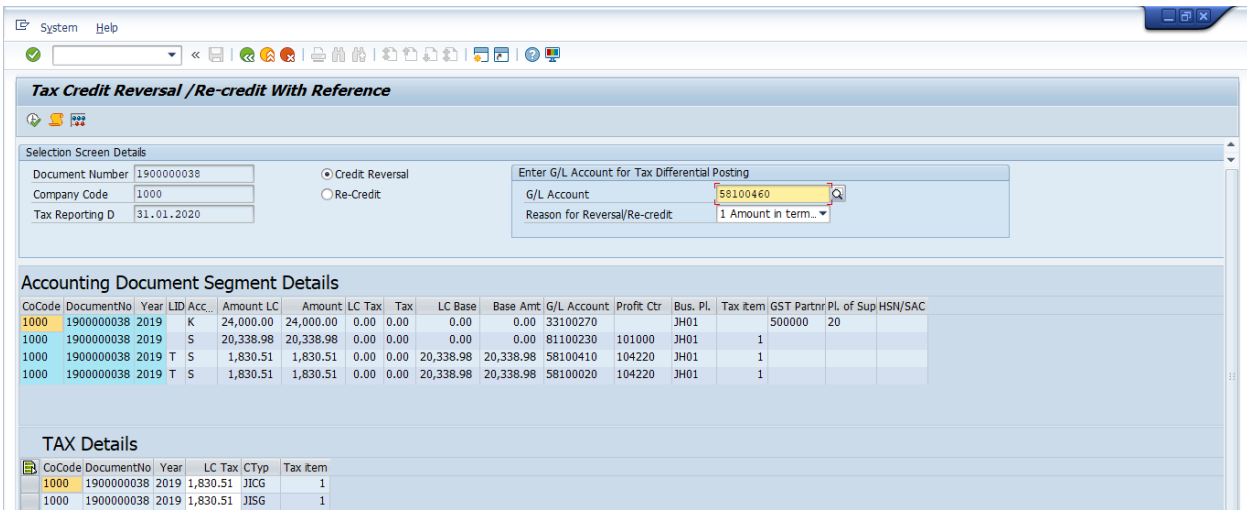 System Help
Tax Credit Reversal /Re-credit With Reference
Selection Screen Details
Document Number 1900000038 Credit Reversal Enter G/L Account for Tax Differential Posting
Company Code 1000 Re-Credit G/L Account 58100460
Tax Reporting D 31.01.2020 Reason for Reversal/Re-credit 1 Amount in term...
Accounting Document Segment Details
CoCode DocumentNo Year LID Acc... Amount LC Amount LC Tax Tax LC Base Base Amt G/L Account Profit Ctr Bus. Pl. Tax item GST Partnr Pl. of Sup HSN/SAC
1000 1900000038 2019 K 24,000.00 24,000.00 0.00 0.00 0.00 0.00 33100270 JH01 500000 20
1000 1900000038 2019 S 20,338.98 20,338.98 0.00 0.00 0.00 0.00 81100230 101000 JH01 1
1000 1900000038 2019 T S 1,830.51 1,830.51 0.00 0.00 20,338.98 20,338.98 58100410 104220 JH01 1
1000 1900000038 2019 T S 1,830.51 1,830.51 0.00 0.00 20,338.98 20,338.98 58100020 104220 JH01 1
TAX Details
CoCode DocumentNo Year LC Tax CTyp Tax item
1000 1900000038 2019 1,830.51 JICG 1
1000 1900000038 2019 1,830.51 JISG 1